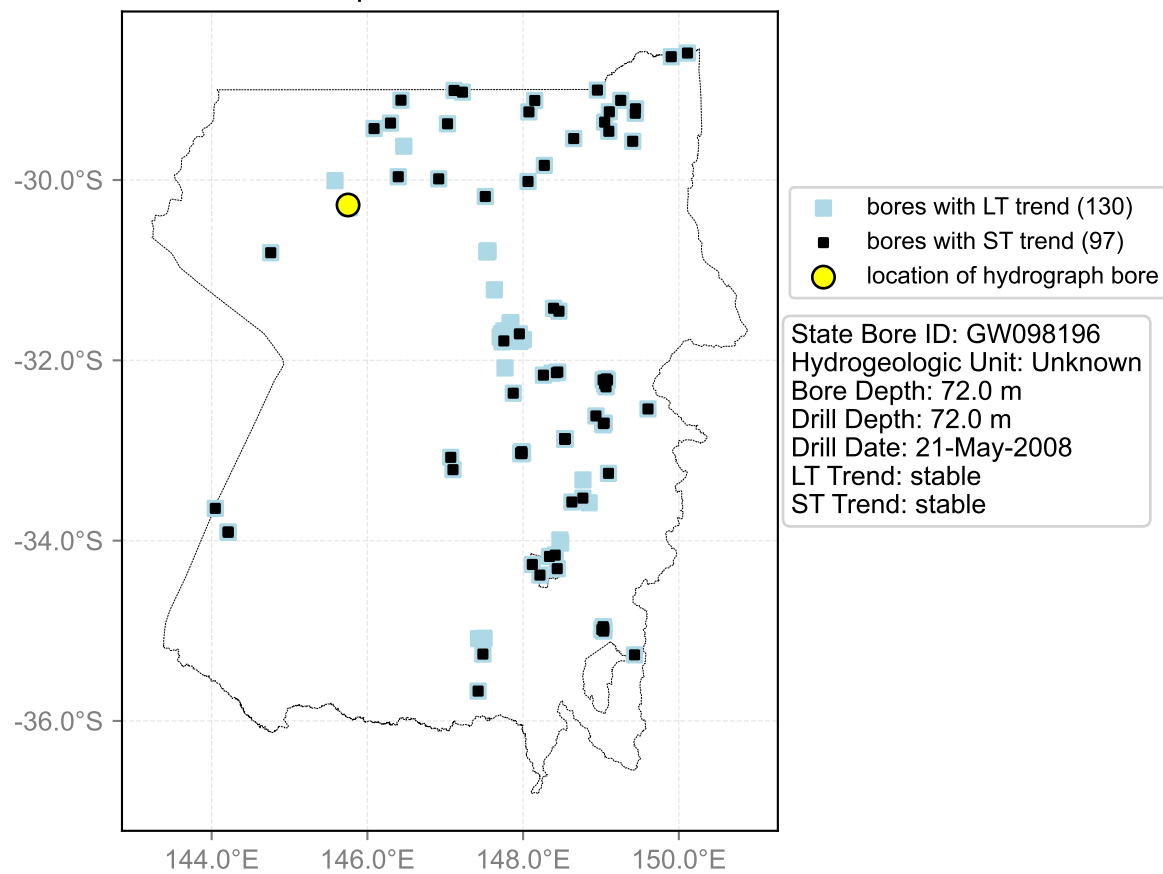 bores with LT trend (130)
bores with ST trend (97)
location of hydrograph bore
State Bore ID: GW098196
Hydrogeologic Unit: Unknown
Bore Depth: 72.0 m
Drill Depth: 72.0 m
Drill Date: 21-May-2008
LT Trend: stable
ST Trend: stable
-30.0°S
-32.0°S
-34.0°S
-36.0°S
144.0°E 146.0°E 148.0°E 150.0°E